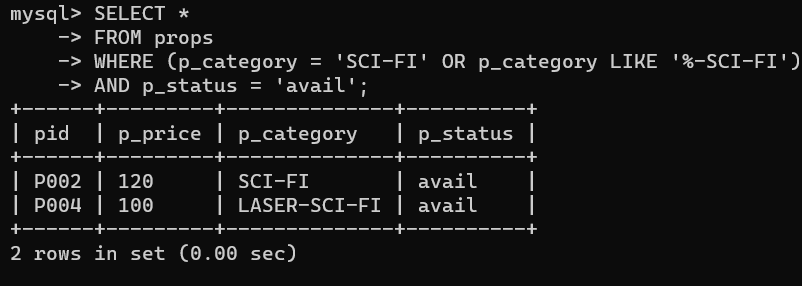 mysql> SELECT *
    -> FROM props
    -> WHERE (p_category = 'SCI-FI' OR p_category LIKE '%-SCI-FI')
    -> AND p_status = 'avail';
+------+---------+--------------+----------+
| pid  | p_price | p_category   | p_status |
+------+---------+--------------+----------+
| P002 | 120     | SCI-FI       | avail    |
| P004 | 100     | LASER-SCI-FI | avail    |
+------+---------+--------------+----------+
2 rows in set (0.00 sec)